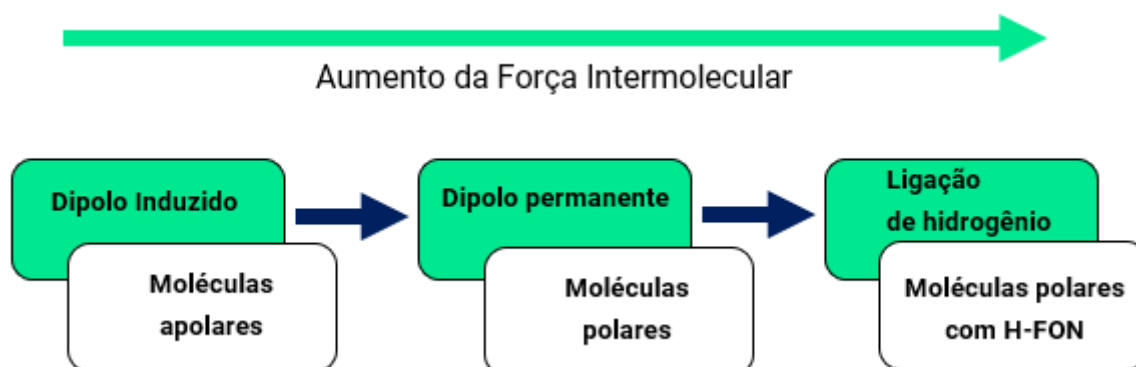 Aumento da Força Intermolecular
Dipolo Induzido
Moléculas
apolares
Dipolo permanente
Moléculas
polares
Ligação
de hidrogênio
Moléculas polares
com H-FON